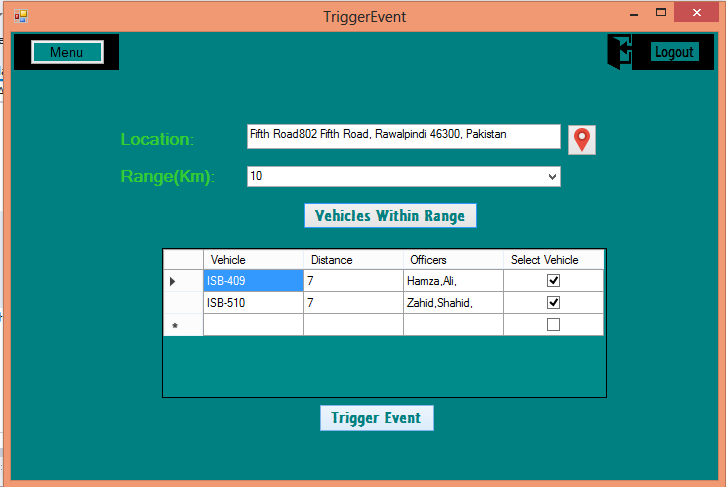 TriggerEvent
Menu
Logout
Location:
Fifth Road802 Fifth Road, Rawalpindi 46300, Pakistan
Range(Km):
10
Vehicles Within Range
Vehicle Distance Officers Select Vehicle
ISB-409 7 Hamza,Ali,
ISB-510 7 Zahid,Shahid,
*
Trigger Event